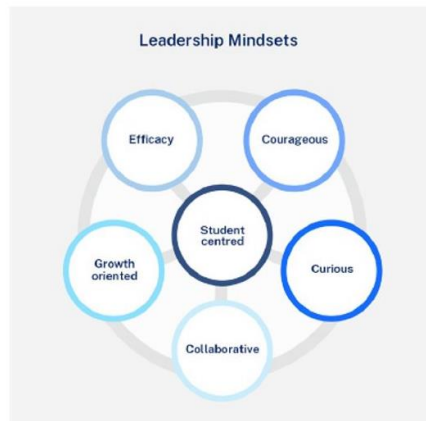 Leadership Mindsets
Efficacy
Courageous
Student
centred
Growth
oriented
Curious
Collaborative